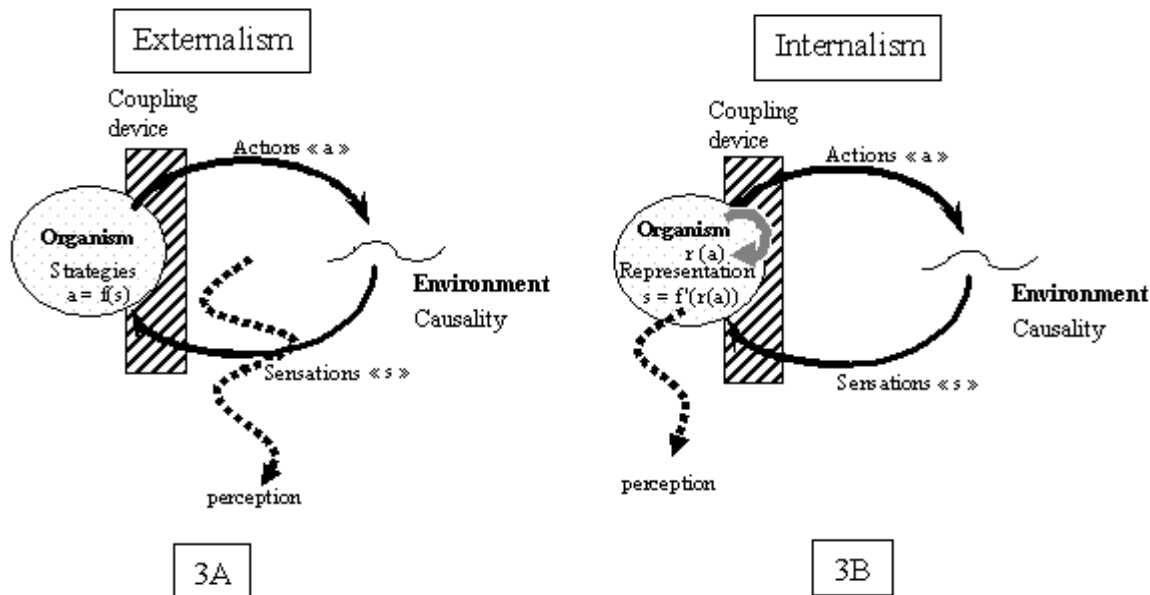 Externalism
Coupling
device
Actions « a »
Organism
Strategies
a = f(s)
Environment
Causality
Sensations « s »
perception
3A
Internalism
Coupling
device
Actions « a »
Organism
r (a)
Representation
s = f'(r(a))
Environment
Causality
Sensations « s »
perception
3B